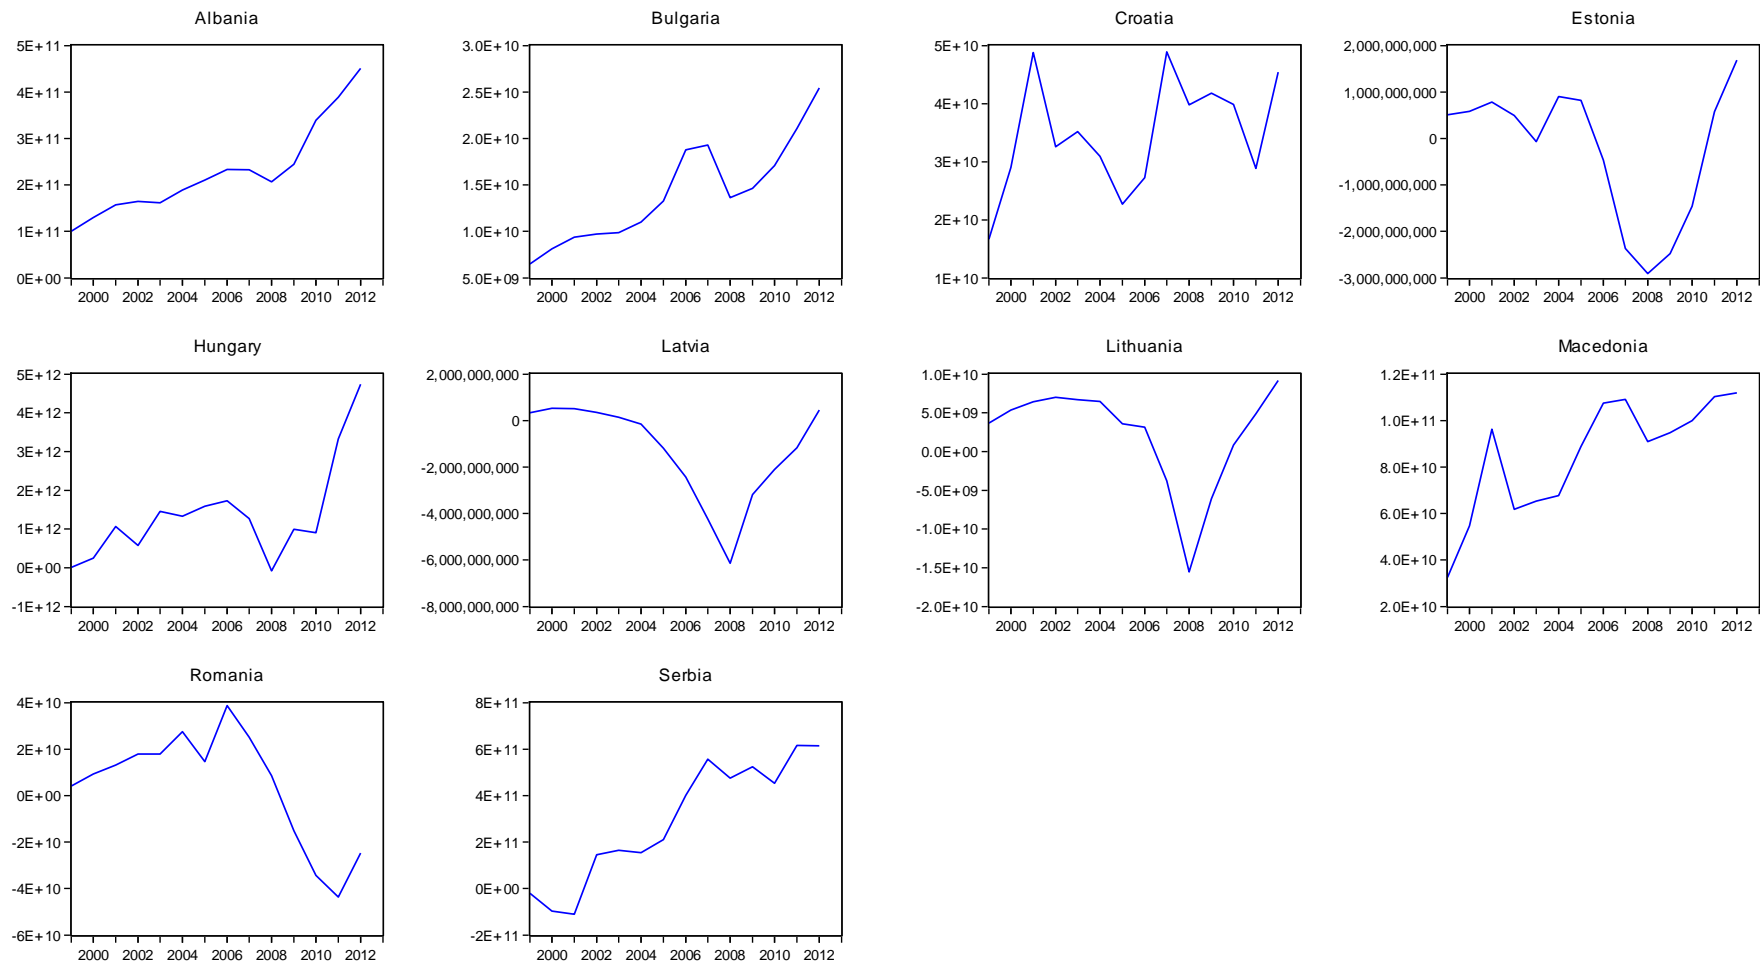 Albania
5E+11
4E+11
3E+11
2E+11
1E+11
0E+00
2000 2002 2004 2006 2008 2010 2012
Bulgaria
3.0E+10
2.5E+10
2.0E+10
1.5E+10
1.0E+10
5.0E+09
2000 2002 2004 2006 2008 2010 2012
Croatia
5E+10
4E+10
3E+10
2E+10
1E+10
2000 2002 2004 2006 2008 2010 2012
Estonia
2,000,000,000
1,000,000,000
0
-1,000,000,000
-2,000,000,000
-3,000,000,000
2000 2002 2004 2006 2008 2010 2012
Hungary
5E+12
4E+12
3E+12
2E+12
1E+12
0E+00
-1E+12
2000 2002 2004 2006 2008 2010 2012
Latvia
2,000,000,000
0
-2,000,000,000
-4,000,000,000
-6,000,000,000
-8,000,000,000
2000 2002 2004 2006 2008 2010 2012
Lithuania
1.0E+10
5.0E+09
0.0E+00
-5.0E+09
-1.0E+10
-1.5E+10
-2.0E+10
2000 2002 2004 2006 2008 2010 2012
Macedonia
1.2E+11
1.0E+11
8.0E+10
6.0E+10
4.0E+10
2.0E+10
2000 2002 2004 2006 2008 2010 2012
Romania
4E+10
2E+10
0E+00
-2E+10
-4E+10
-6E+10
2000 2002 2004 2006 2008 2010 2012
Serbia
8E+11
6E+11
4E+11
2E+11
0E+00
-2E+11
2000 2002 2004 2006 2008 2010 2012